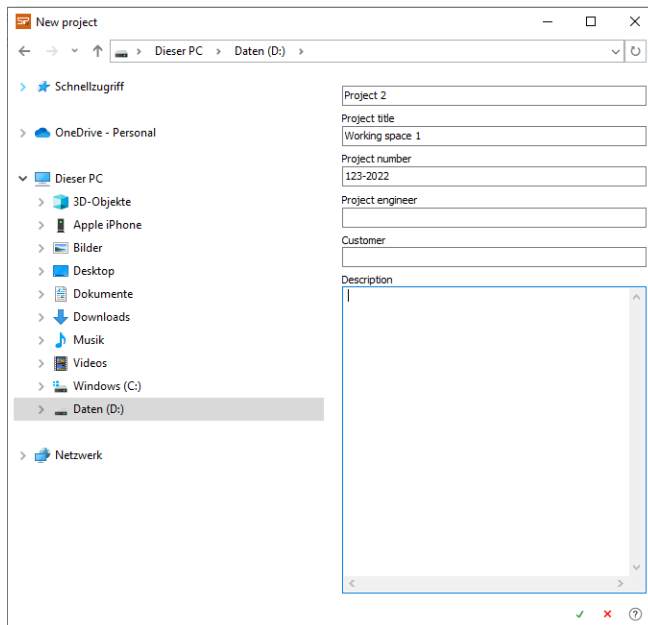 SP New project
Dieser PC > Daten (D:) >
Schnellzugriff
OneDrive - Personal
Dieser PC
3D-Objekte
Apple iPhone
Bilder
Desktop
Dokumente
Downloads
Musik
Videos
Windows (C:)
Daten (D:)
Netzwerk
Project 2
Project title
Working space 1
Project number
123-2022
Project engineer
Customer
Description